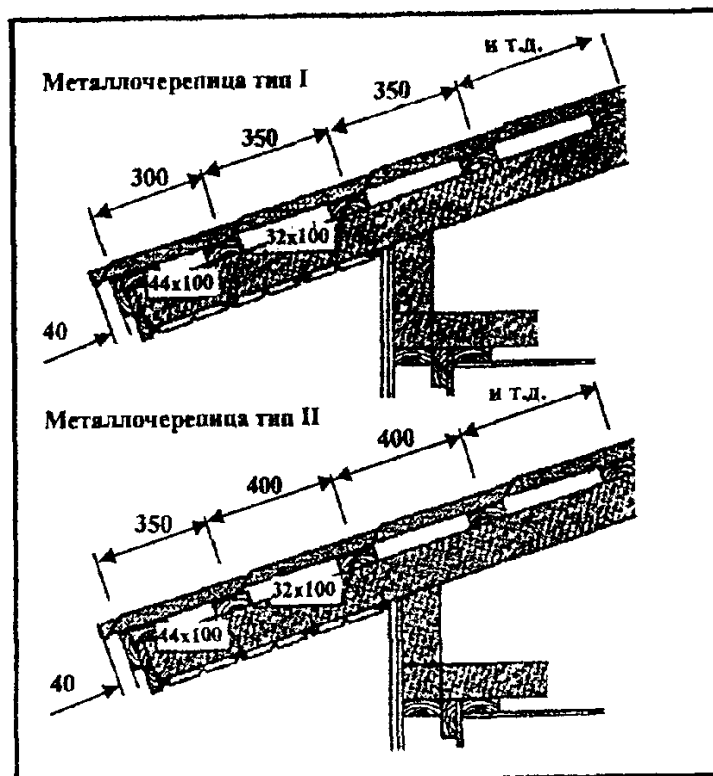 и т.д.
Металлочерепица тип I
350
350
300
32x100
44x100
40
и т.д.
Металлочерепица тип II
400
400
350
32x100
44x100
40